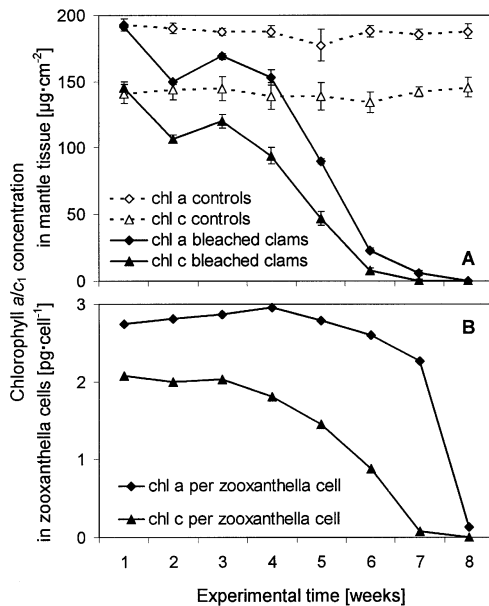 Chlorophyll a/c₁ concentration
in mantle tissue [µg·cm⁻²]
in zooxanthella cells [pg·cell⁻¹]
200
150
100
50
0
chl a controls
chl c controls
chl a bleached clams
chl c bleached clams
A
3
2
1
0
B
chl a per zooxanthella cell
chl c per zooxanthella cell
1 2 3 4 5 6 7 8
Experimental time [weeks]